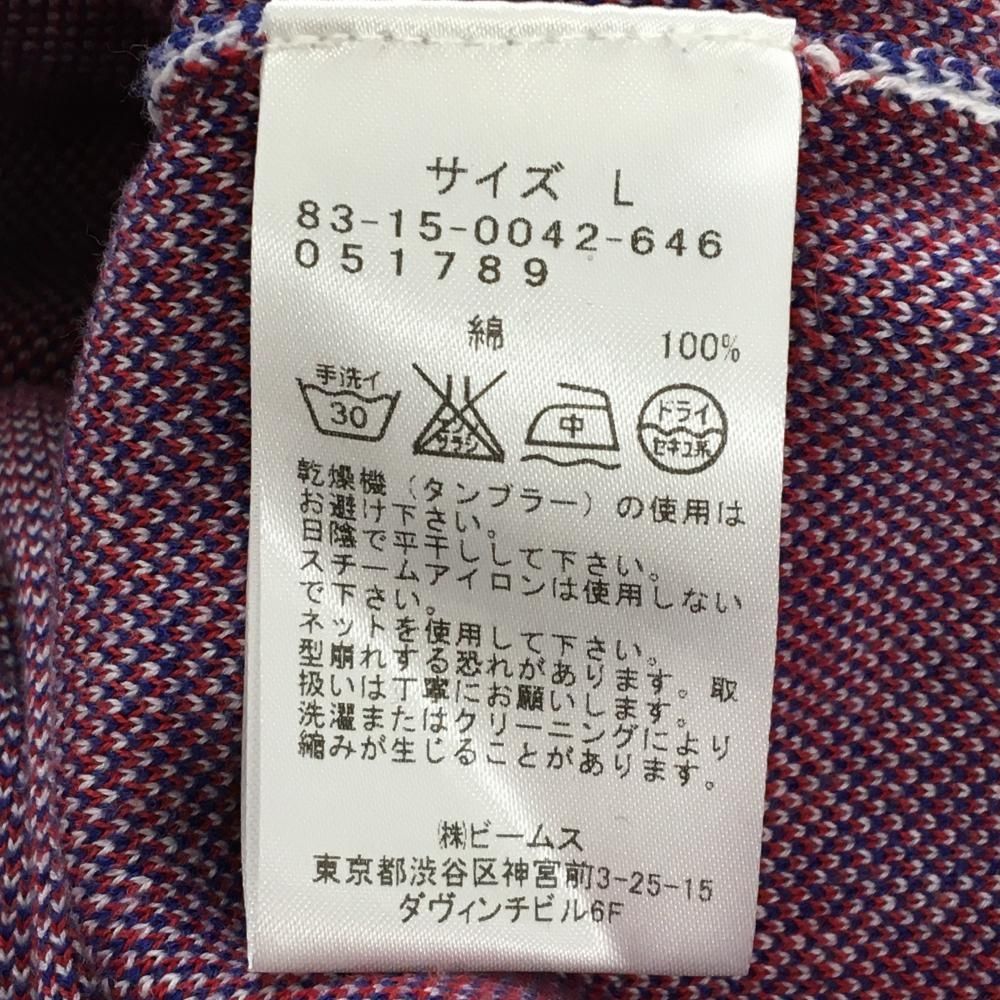 サイズ L
83-15-0042-646
051789
綿 100%
手洗イ
30
エンソサラシ
中
ドライ
セキユ系
乾燥機(タンブラー)の使用は
お避け下さい。
日陰で平干しして下さい。
スチームアイロンは使用しない
で下さい。
ネットを使用して下さい。
型崩れする恐れがあります。取
扱いは丁寧にお願いします。
洗濯またはクリーニングにより
縮みが生じることがあります。
㈱ビームス
東京都渋谷区神宮前3-25-15
ダヴィンチビル6F